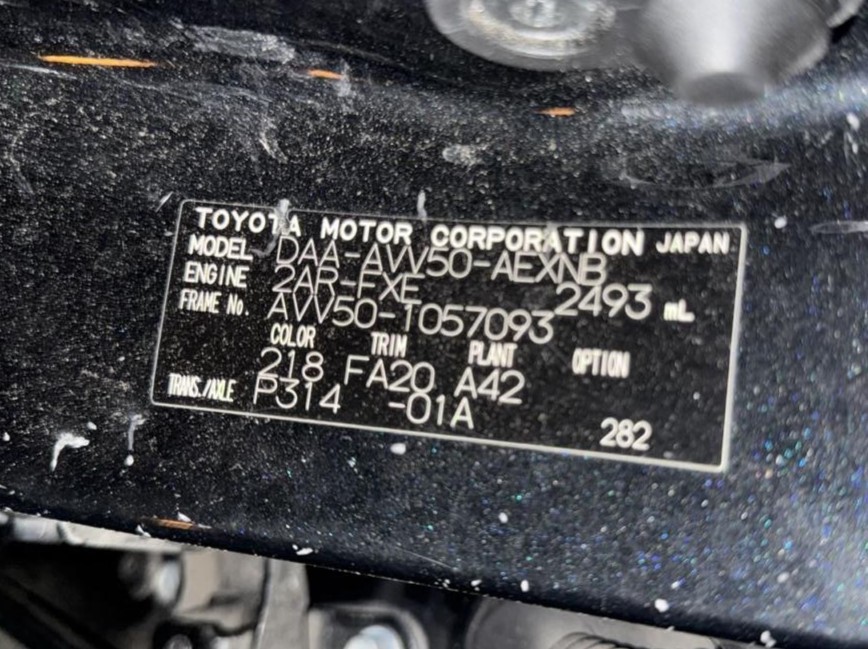 TOYOTA MOTOR CORPORATION JAPAN
MODEL DAA-AVV50-AEXNB
ENGINE 2AR-FXE 2493 mL
FRAME No. AVV50-1057093
COLOR TRIM PLANT OPTION
218 FA20 A42
TRANS./AXLE P314 -01A
282